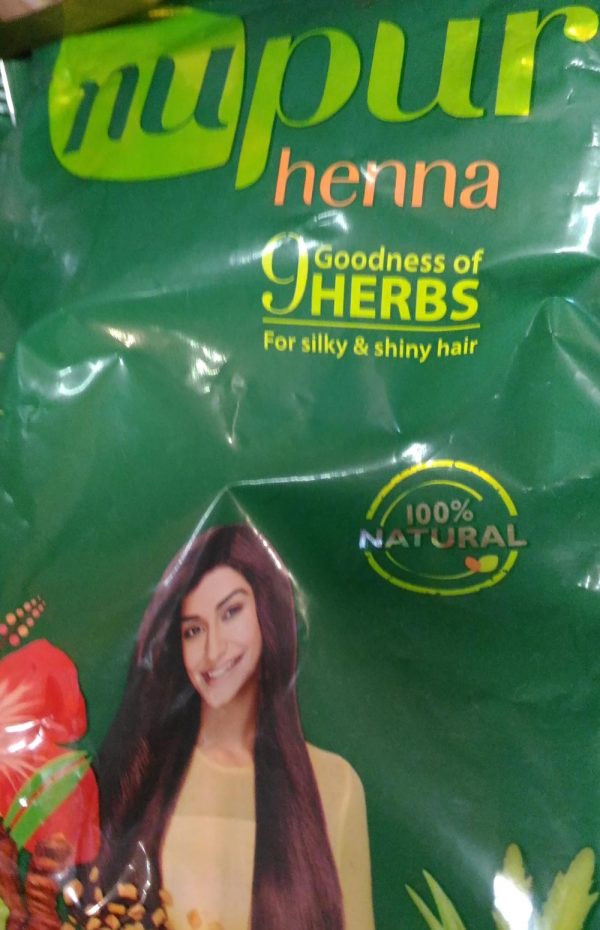 nupur
henna
9 Goodness of
HERBS
For silky & shiny hair
100%
NATURAL